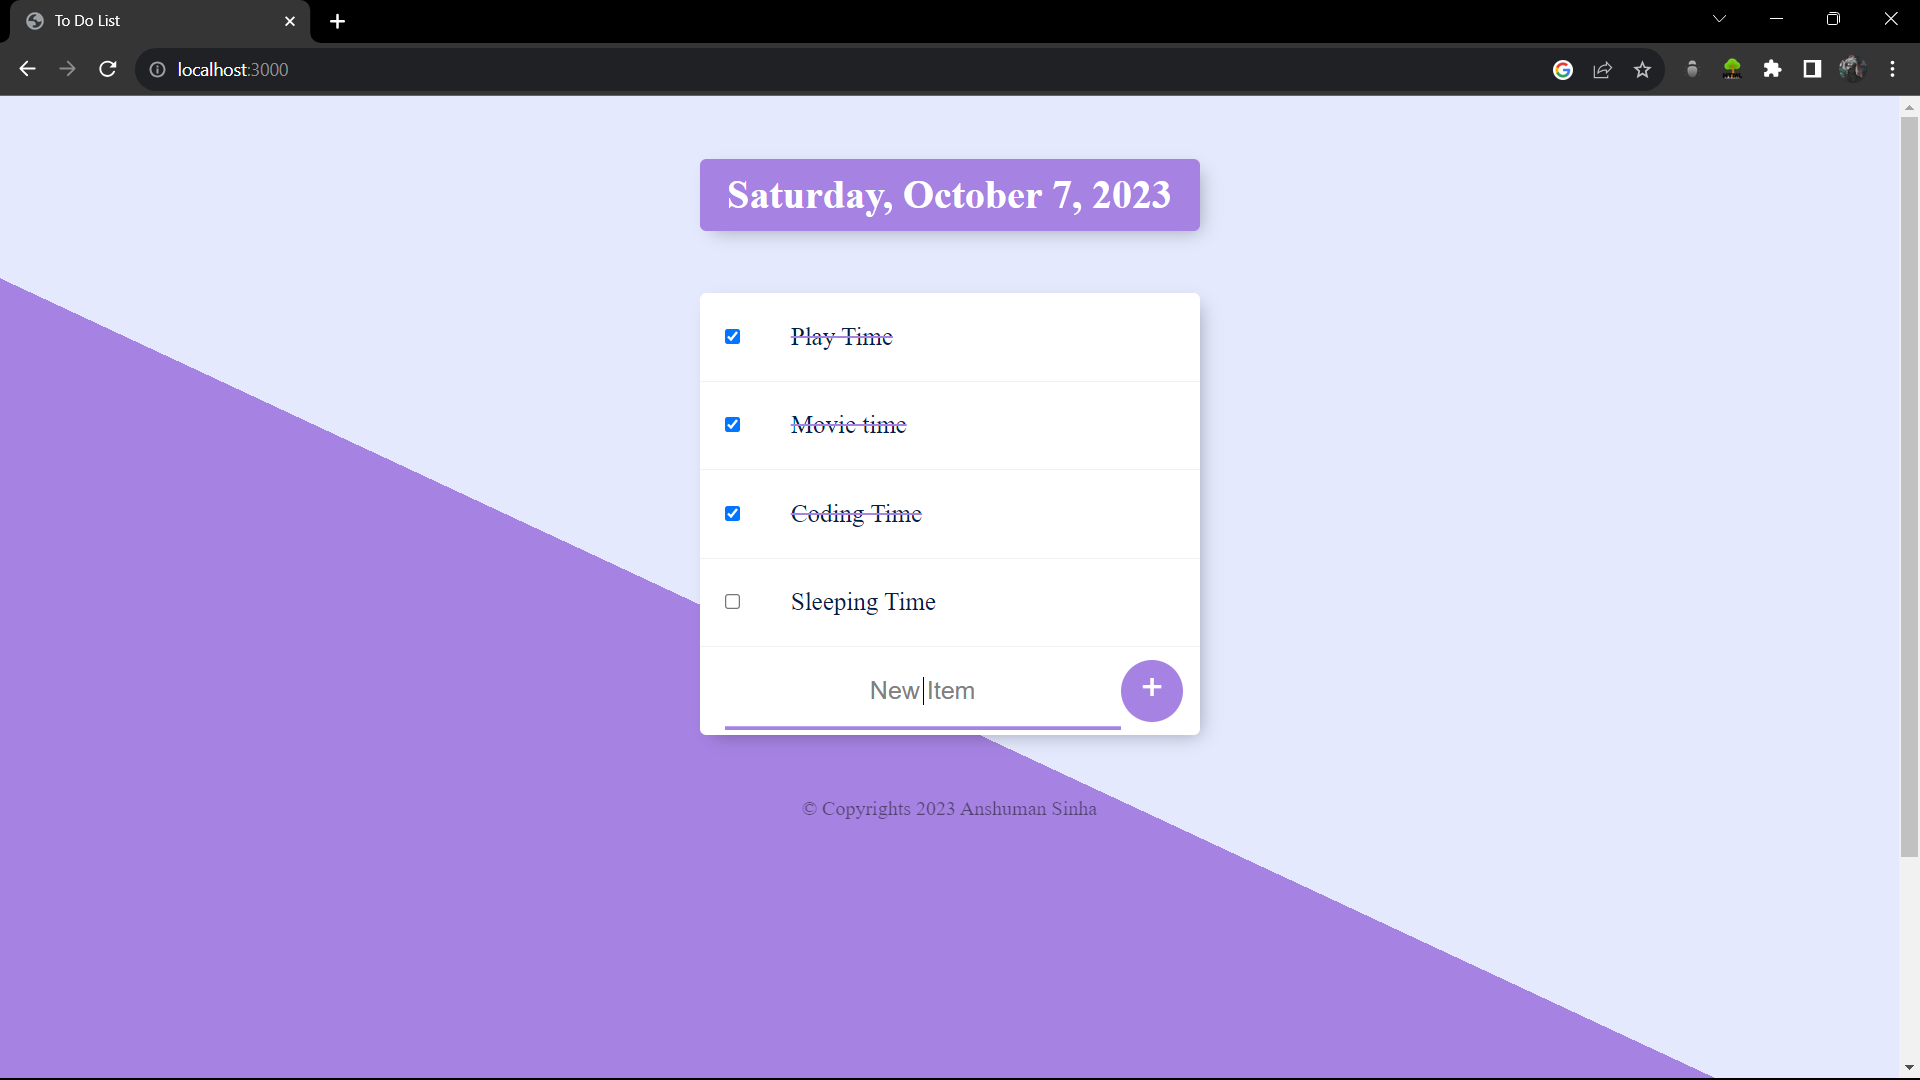 To Do List
localhost:3000
Saturday, October 7, 2023
Play Time
Movie time
Coding Time
Sleeping Time
New Item
+
© Copyrights 2023 Anshuman Sinha